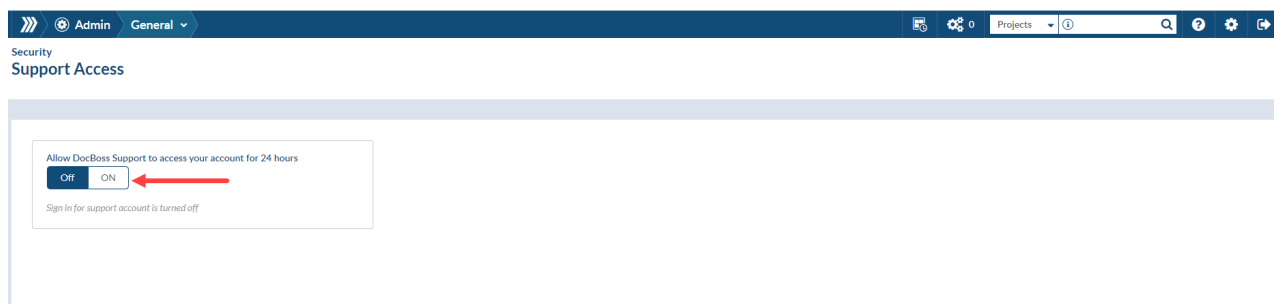 Admin General 0 Projects
Security
Support Access
Allow DocBoss Support to access your account for 24 hours
Off ON
Sign in for support account is turned off